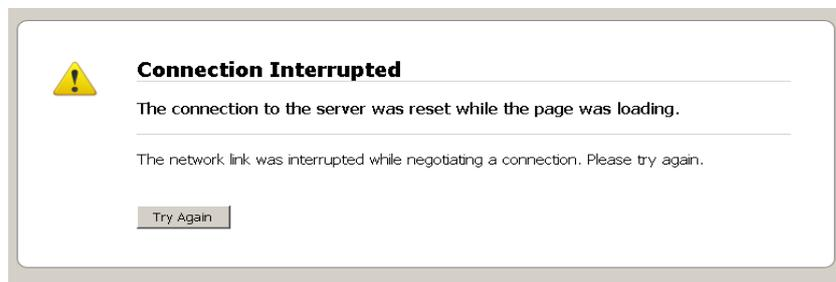 Connection Interrupted
The connection to the server was reset while the page was loading.
The network link was interrupted while negotiating a connection. Please try again.
Try Again